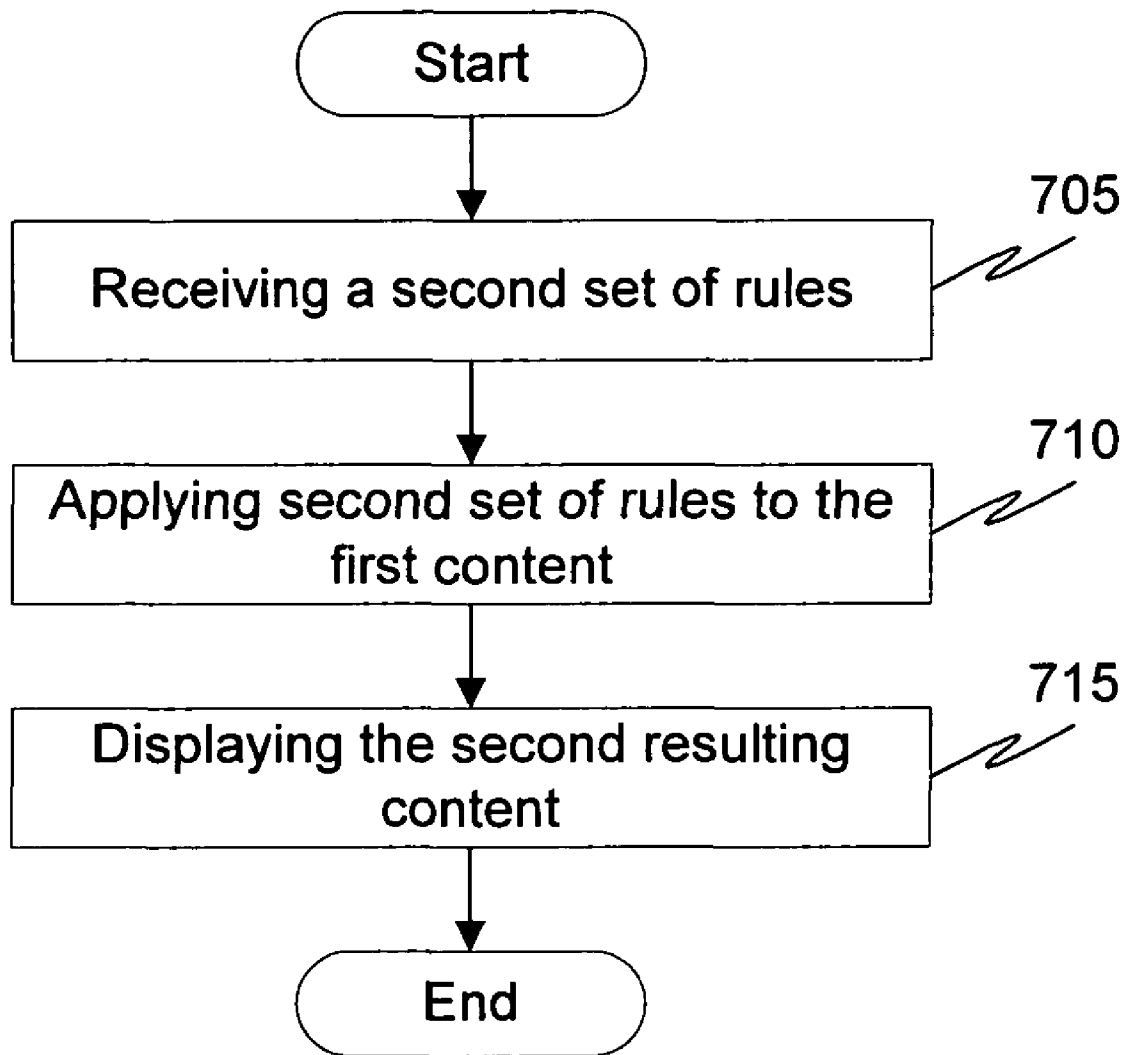 Start
705
Receiving a second set of rules
710
Applying second set of rules to the
first content
715
Displaying the second resulting
content
End